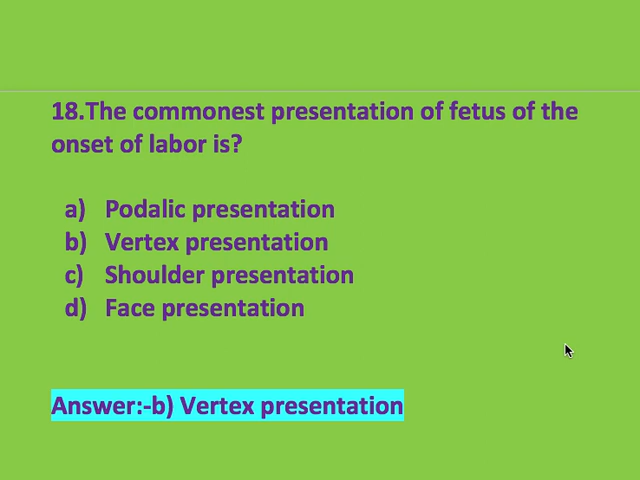 18.The commonest presentation of fetus of the
onset of labor is?
a) Podalic presentation
b) Vertex presentation
c) Shoulder presentation
d) Face presentation
Answer:-b) Vertex presentation